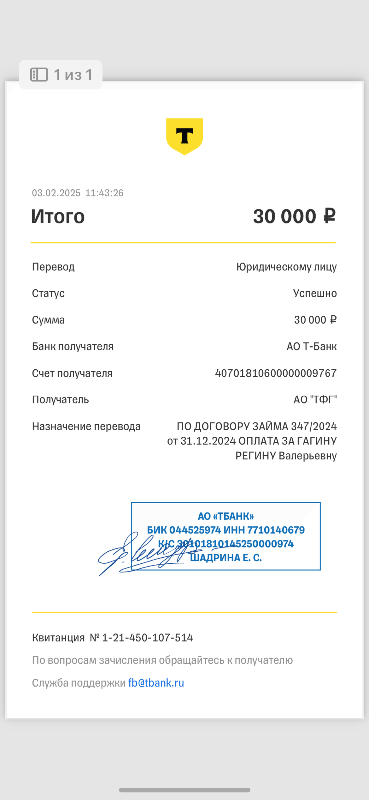 1 из 1
Т
03.02.2025 11:43:26
Итого 30 000 ₽
Перевод Юридическому лицу
Статус Успешно
Сумма 30 000 ₽
Банк получателя АО Т-Банк
Счет получателя 40701810600000009767
Получатель АО "ТФГ"
Назначение перевода ПО ДОГОВОРУ ЗАЙМА 347/2024
от 31.12.2024 ОПЛАТА ЗА ГАГИНУ
РЕГИНУ Валерьевну
АО «ТБАНК»
БИК 044525974 ИНН 7710140679
К/С 30101810145250000974
ШАДРИНА Е. С.
Квитанция № 1-21-450-107-514
По вопросам зачисления обращайтесь к получателю
Служба поддержки fb@tbank.ru